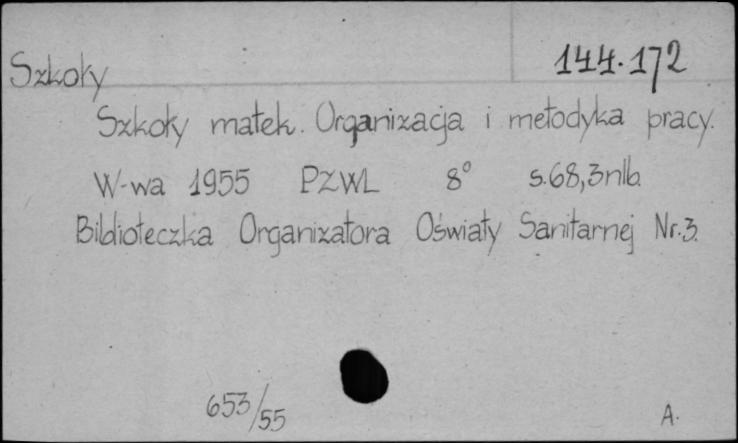 Szkoły
144.172
Szkoły matek. Organizacja i metodyka pracy.
W-wa 1955 PZWL 8° s.68,3nlb.
Biblioteczka Organizatora Oświaty Sanitarnej Nr.3.
653/55
A.